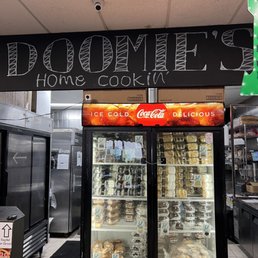 DOOMIE'S
Home cookin'
ICE COLD Coca-Cola DELICIOUS